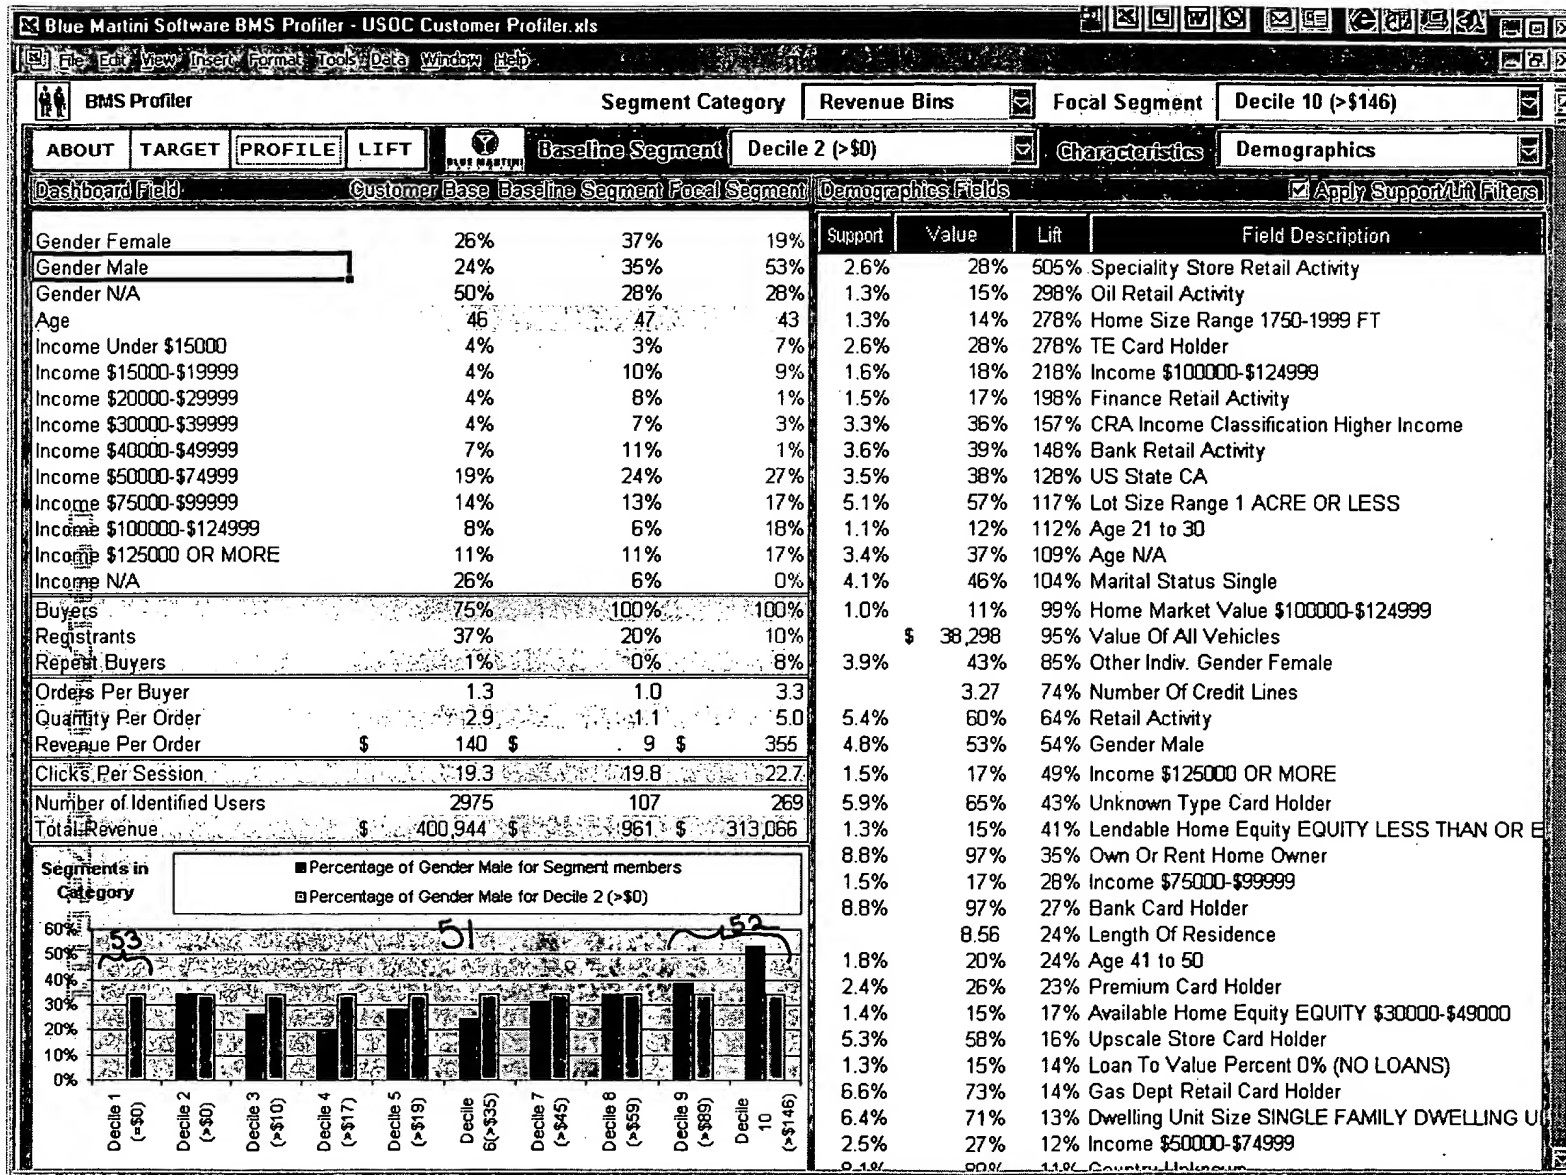 Blue Martini Software BMS Profiler - USOC Customer Profiler.xls
File Edit View Insert Format Tools Data Window Help
BMS Profiler Segment Category Revenue Bins Focal Segment Decile 10 (>$146)
ABOUT TARGET PROFILE LIFT BLUE MARTINI Baseline Segment Decile 2 (>$0) Characteristics Demographics
Dashboard Field Customer Base Baseline Segment Focal Segment
Gender Female 26% 37% 19%
Gender Male 24% 35% 53%
Gender N/A 50% 28% 28%
Age 46 47 43
Income Under $15000 4% 3% 7%
Income $15000-$19999 4% 10% 9%
Income $20000-$29999 4% 8% 1%
Income $30000-$39999 4% 7% 3%
Income $40000-$49999 7% 11% 1%
Income $50000-$74999 19% 24% 27%
Income $75000-$99999 14% 13% 17%
Income $100000-$124999 8% 6% 18%
Income $125000 OR MORE 11% 11% 17%
Income N/A 26% 6% 0%
Buyers 75% 100% 100%
Registrants 37% 20% 10%
Repeat Buyers 1% 0% 8%
Orders Per Buyer 1.3 1.0 3.3
Quantity Per Order 2.9 1.1 5.0
Revenue Per Order $ 140 $ 9 $ 355
Clicks Per Session 19.3 19.8 22.7
Number of Identified Users 2975 107 269
Total Revenue $ 400,944 $ 961 $ 313,066
Segments in Category
Percentage of Gender Male for Segment members
Percentage of Gender Male for Decile 2 (>$0)
53 51 52
60%
50%
40%
30%
20%
10%
0%
Decile 1 (=$0)
Decile 2 (>$0)
Decile 3 (>$10)
Decile 4 (>$17)
Decile 5 (>$19)
Decile 6(>$35)
Decile 7 (>$45)
Decile 8 (>$59)
Decile 9 (>$89)
Decile 10 (>$146)
Demographics Fields Apply Support/Lift Filters
Support Value Lift Field Description
2.6% 28% 505% Speciality Store Retail Activity
1.3% 15% 298% Oil Retail Activity
1.3% 14% 278% Home Size Range 1750-1999 FT
2.6% 28% 278% TE Card Holder
1.6% 18% 218% Income $100000-$124999
1.5% 17% 198% Finance Retail Activity
3.3% 36% 157% CRA Income Classification Higher Income
3.6% 39% 148% Bank Retail Activity
3.5% 38% 128% US State CA
5.1% 57% 117% Lot Size Range 1 ACRE OR LESS
1.1% 12% 112% Age 21 to 30
3.4% 37% 109% Age N/A
4.1% 46% 104% Marital Status Single
1.0% 11% 99% Home Market Value $100000-$124999
$ 38,298 95% Value Of All Vehicles
3.9% 43% 85% Other Indiv. Gender Female
3.27 74% Number Of Credit Lines
5.4% 60% 64% Retail Activity
4.8% 53% 54% Gender Male
1.5% 17% 49% Income $125000 OR MORE
5.9% 65% 43% Unknown Type Card Holder
1.3% 15% 41% Lendable Home Equity EQUITY LESS THAN OR E
8.8% 97% 35% Own Or Rent Home Owner
1.5% 17% 28% Income $75000-$99999
8.8% 97% 27% Bank Card Holder
8.56 24% Length Of Residence
1.8% 20% 24% Age 41 to 50
2.4% 26% 23% Premium Card Holder
1.4% 15% 17% Available Home Equity EQUITY $30000-$49000
5.3% 58% 16% Upscale Store Card Holder
1.3% 15% 14% Loan To Value Percent 0% (NO LOANS)
6.6% 73% 14% Gas Dept Retail Card Holder
6.4% 71% 13% Dwelling Unit Size SINGLE FAMILY DWELLING U
2.5% 27% 12% Income $50000-$74999